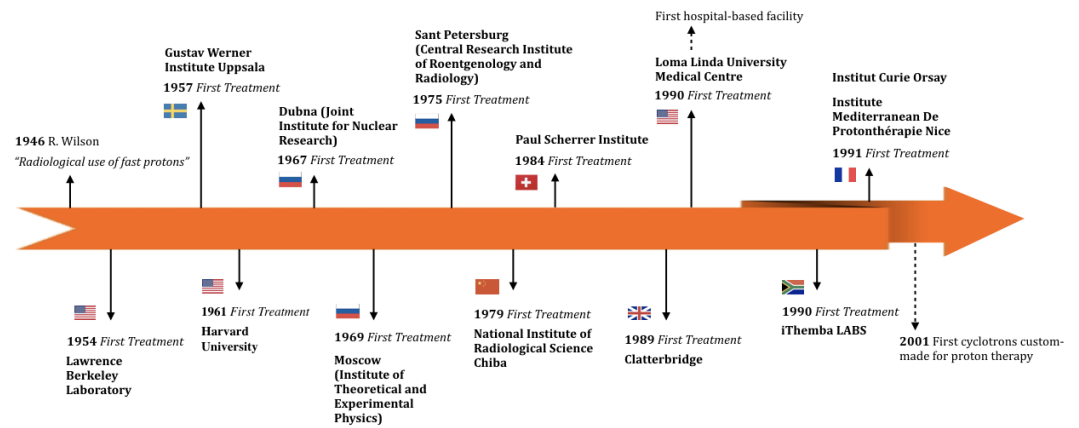 First hospital-based facility
Gustav Werner
Institute Uppsala
1957 First Treatment
Sant Petersburg
(Central Research Institute
of Roentgenology and
Radiology)
1975 First Treatment
Loma Linda University
Medical Centre
1990 First Treatment
Institut Curie Orsay
Institute
Mediterranean De
Protonthérapie Nice
1991 First Treatment
1946 R. Wilson
“Radiological use of fast protons”
Dubna (Joint
Institute for Nuclear
Research)
1967 First Treatment
Paul Scherrer Institute
1984 First Treatment
1954 First Treatment
Lawrence
Berkeley
Laboratory
1961 First Treatment
Harvard
University
1969 First Treatment
Moscow
(Institute of
Theoretical and
Experimental
Physics)
1979 First Treatment
National Institute of
Radiological Science
Chiba
1989 First Treatment
Clatterbridge
1990 First Treatment
iThemba LABS
2001 First cyclotrons custom-
made for proton therapy